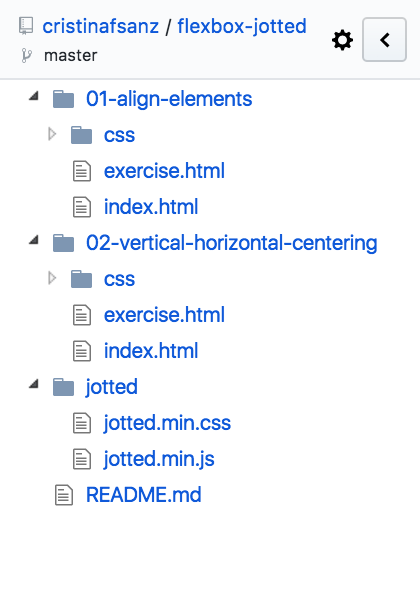 cristinafsanz / flexbox-jotted
master
01-align-elements
css
exercise.html
index.html
02-vertical-horizontal-centering
css
exercise.html
index.html
jotted
jotted.min.css
jotted.min.js
README.md